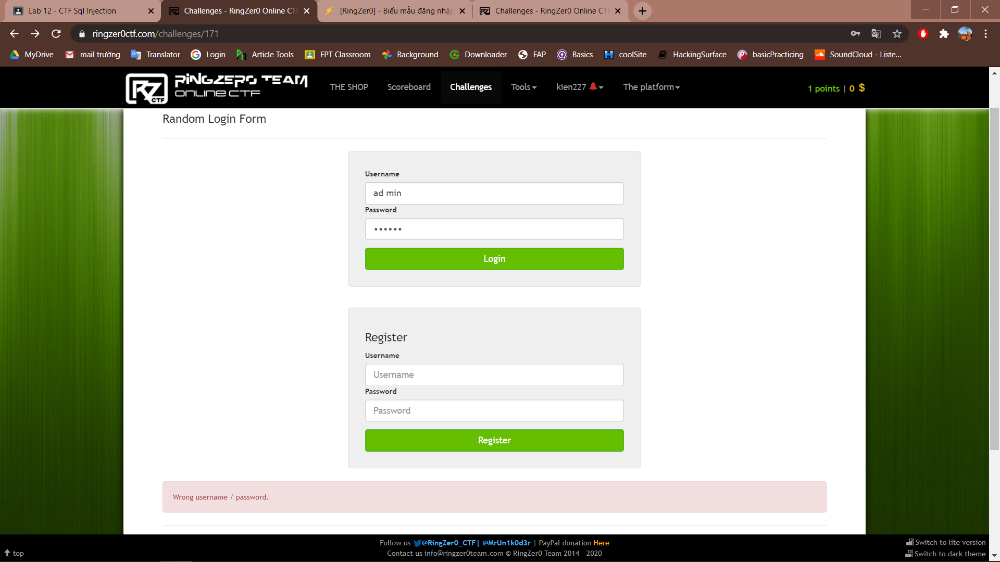 Lab 12 - CTF Sql Injection
Challenges - RingZer0 Online CT
[RingZer0] - Biểu mẫu đăng nhập
Challenges - RingZer0 Online CT
ringzer0ctf.com/challenges/171
MyDrive
mail trường
Translator
Login
Article Tools
FPT Classroom
Background
Downloader
FAP
Basics
coolSite
HackingSurface
basicPracticing
SoundCloud - Liste...
RZ CTF
RINGZER0 TEAM
ONLINE CTF
THE SHOP
Scoreboard
Challenges
Tools
kien227
The platform
1 points | 0 $
Random Login Form
Username
ad min
Password
••••••
Login
Register
Username
Username
Password
Password
Register
Wrong username / password.
Follow us @RingZer0_CTF | @MrUn1k0d3r | PayPal donation Here
Contact us info@ringzer0team.com © RingZer0 Team 2014 - 2020
top
Switch to lite version
Switch to dark theme